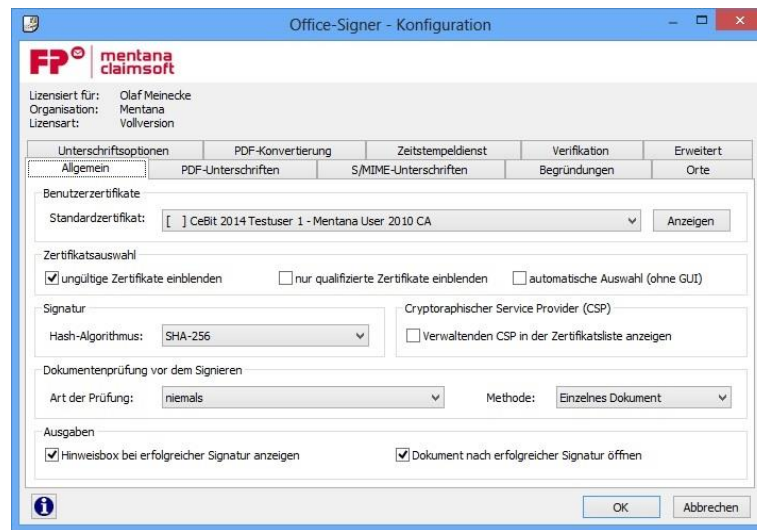 Office-Signer - Konfiguration
FP mentana
claimsoft
Lizensiert für: Olaf Meinecke
Organisation: Mentana
Lizensart: Vollversion
Unterschriftsoptionen PDF-Konvertierung Zeitstempeldienst Verifikation Erweitert
Allgemein PDF-Unterschriften S/MIME-Unterschriften Begründungen Orte
Benutzerzertifikate
Standardzertifikat: [ ] CeBit 2014 Testuser 1 - Mentana User 2010 CA Anzeigen
Zertifikatsauswahl
ungültige Zertifikate einblenden nur qualifizierte Zertifikate einblenden automatische Auswahl (ohne GUI)
Signatur Cryptoraphischer Service Provider (CSP)
Hash-Algorithmus: SHA-256 Verwaltenden CSP in der Zertifikatsliste anzeigen
Dokumentenprüfung vor dem Signieren
Art der Prüfung: niemals Methode: Einzelnes Dokument
Ausgaben
Hinweisbox bei erfolgreicher Signatur anzeigen Dokument nach erfolgreicher Signatur öffnen
OK Abbrechen